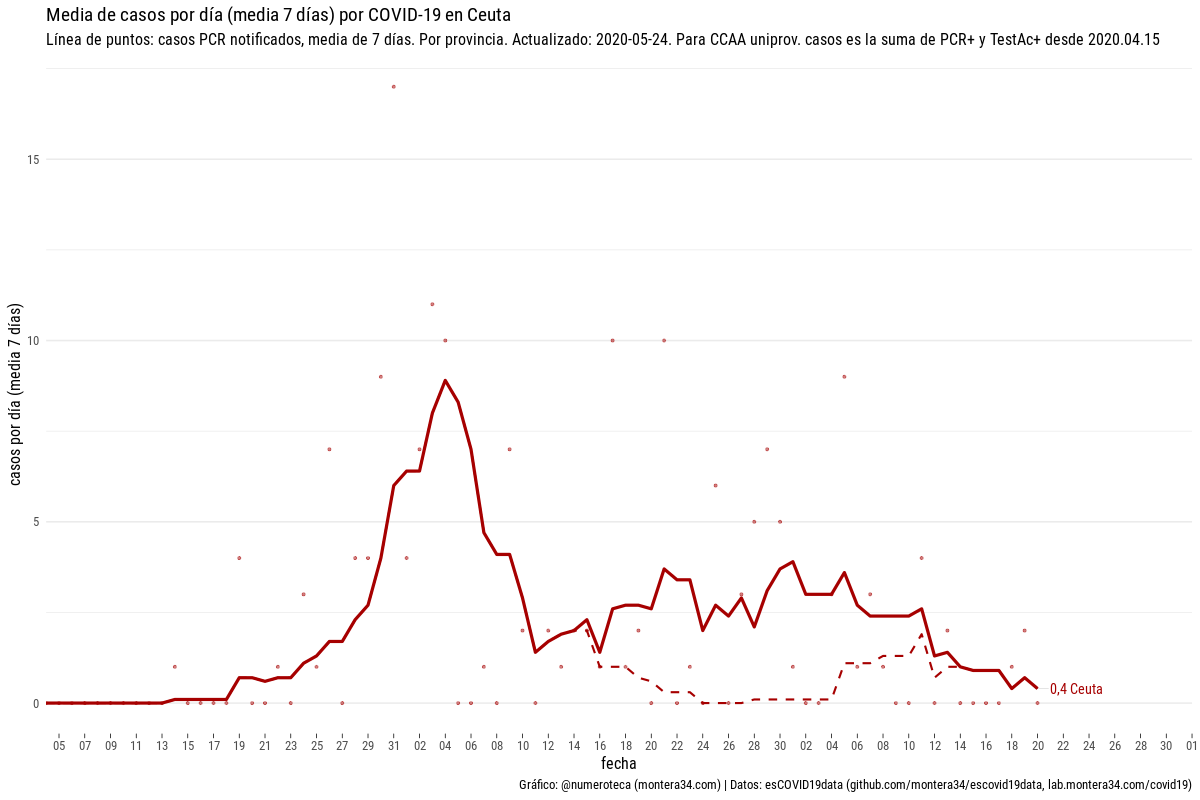 Media de casos por día (media 7 días) por COVID-19 en Ceuta
Línea de puntos: casos PCR notificados, media de 7 días. Por provincia. Actualizado: 2020-05-24. Para CCAA uniprov. casos es la suma de PCR+ y TestAc+ desde 2020.04.15
casos por día (media 7 días)
15
10
5
0
0,4 Ceuta
05 07 09 11 13 15 17 19 21 23 25 27 29 31 02 04 06 08 10 12 14 16 18 20 22 24 26 28 30 02 04 06 08 10 12 14 16 18 20 22 24 26 28 30 01
fecha
Gráfico: @numeroteca (montera34.com) | Datos: esCOVID19data (github.com/montera34/escovid19data, lab.montera34.com/covid19)